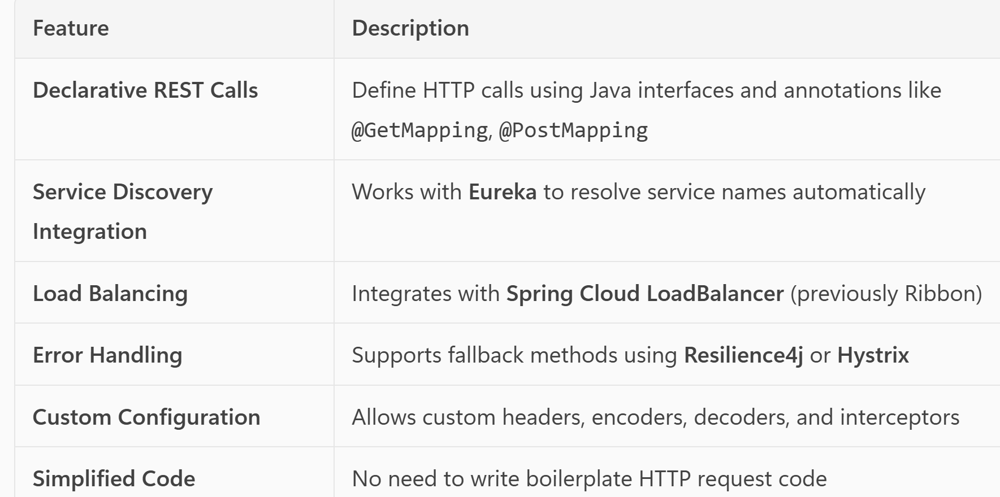 Feature Description
Declarative REST Calls Define HTTP calls using Java interfaces and annotations like
@GetMapping, @PostMapping
Service Discovery Works with Eureka to resolve service names automatically
Integration
Load Balancing Integrates with Spring Cloud LoadBalancer (previously Ribbon)
Error Handling Supports fallback methods using Resilience4j or Hystrix
Custom Configuration Allows custom headers, encoders, decoders, and interceptors
Simplified Code No need to write boilerplate HTTP request code